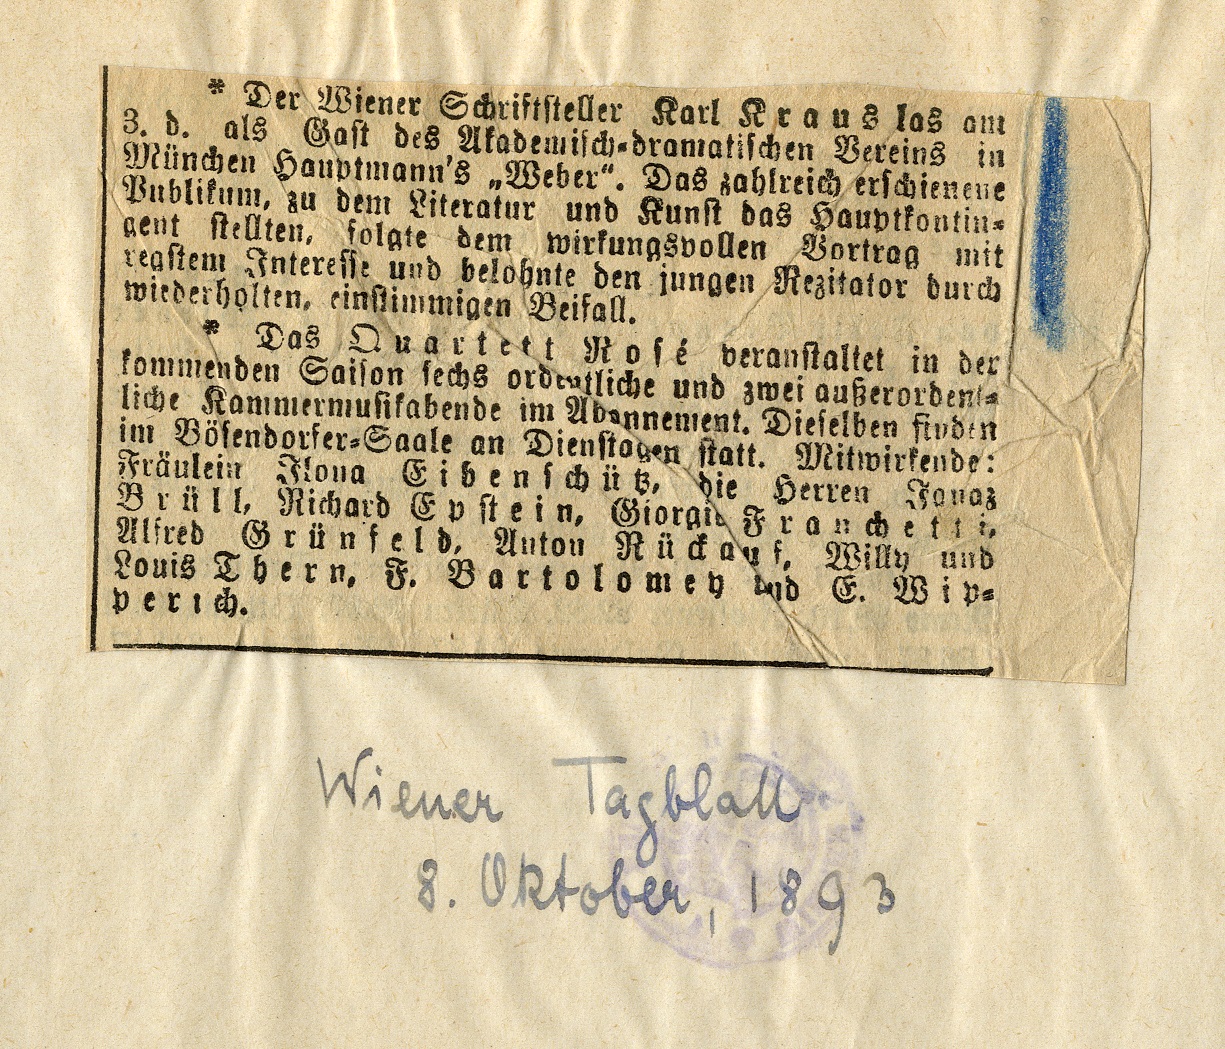 * Der Wiener Schriftsteller Karl Kraus las am
3. d. als Gast des Akademisch-dramatischen Vereins in
München Hauptmann's „Weber“. Das zahlreich erschienene
Publikum, zu dem Literatur und Kunst das Hauptkontin-
gent stellten, folgte dem wirkungsvollen Vortrag mit
regstem Interesse und belohnte den jungen Rezitator durch
wiederholten, einstimmigen Beifall.
* Das Quartett Rosé veranstaltet in der
kommenden Saison sechs ordentliche und zwei außerordent-
liche Kammermusikabende im Abonnement. Dieselben finden
im Bösendorfer-Saale an Dienstagen statt. Mitwirkende:
Fräulein Ilona Eibenschütz, die Herren Ignaz
Brüll, Richard Epstein, Giorgio Franchetti,
Alfred Grünfeld, Anton Rückauf, Willy und
Louis Thern, F. Bartolomey und E. Wip-
perich.
Wiener Tagblatt
8. Oktober, 1893